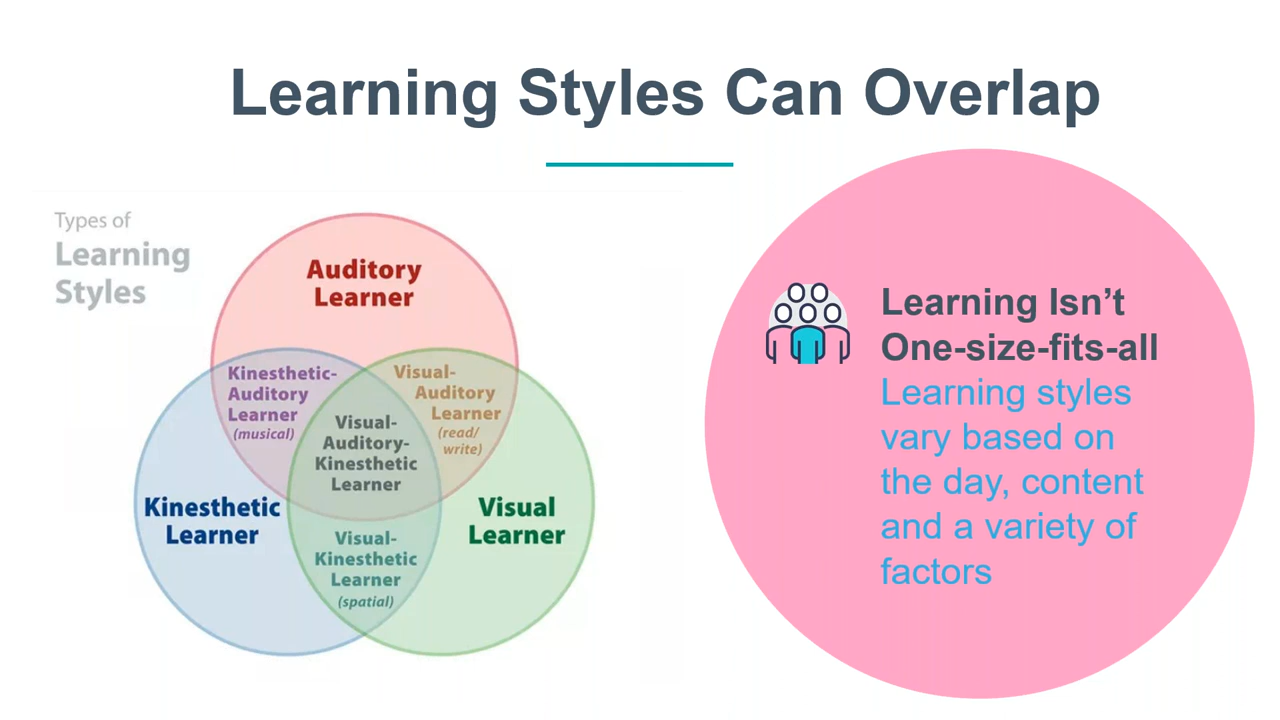 Learning Styles Can Overlap
Types of
Learning
Styles
Auditory
Learner
Kinesthetic-
Auditory
Learner
(musical)
Visual-
Auditory
Learner
(read/
write)
Visual-
Auditory-
Kinesthetic
Learner
Kinesthetic
Learner
Visual
Learner
Visual-
Kinesthetic
Learner
(spatial)
Learning Isn’t
One-size-fits-all
Learning styles
vary based on
the day, content
and a variety of
factors